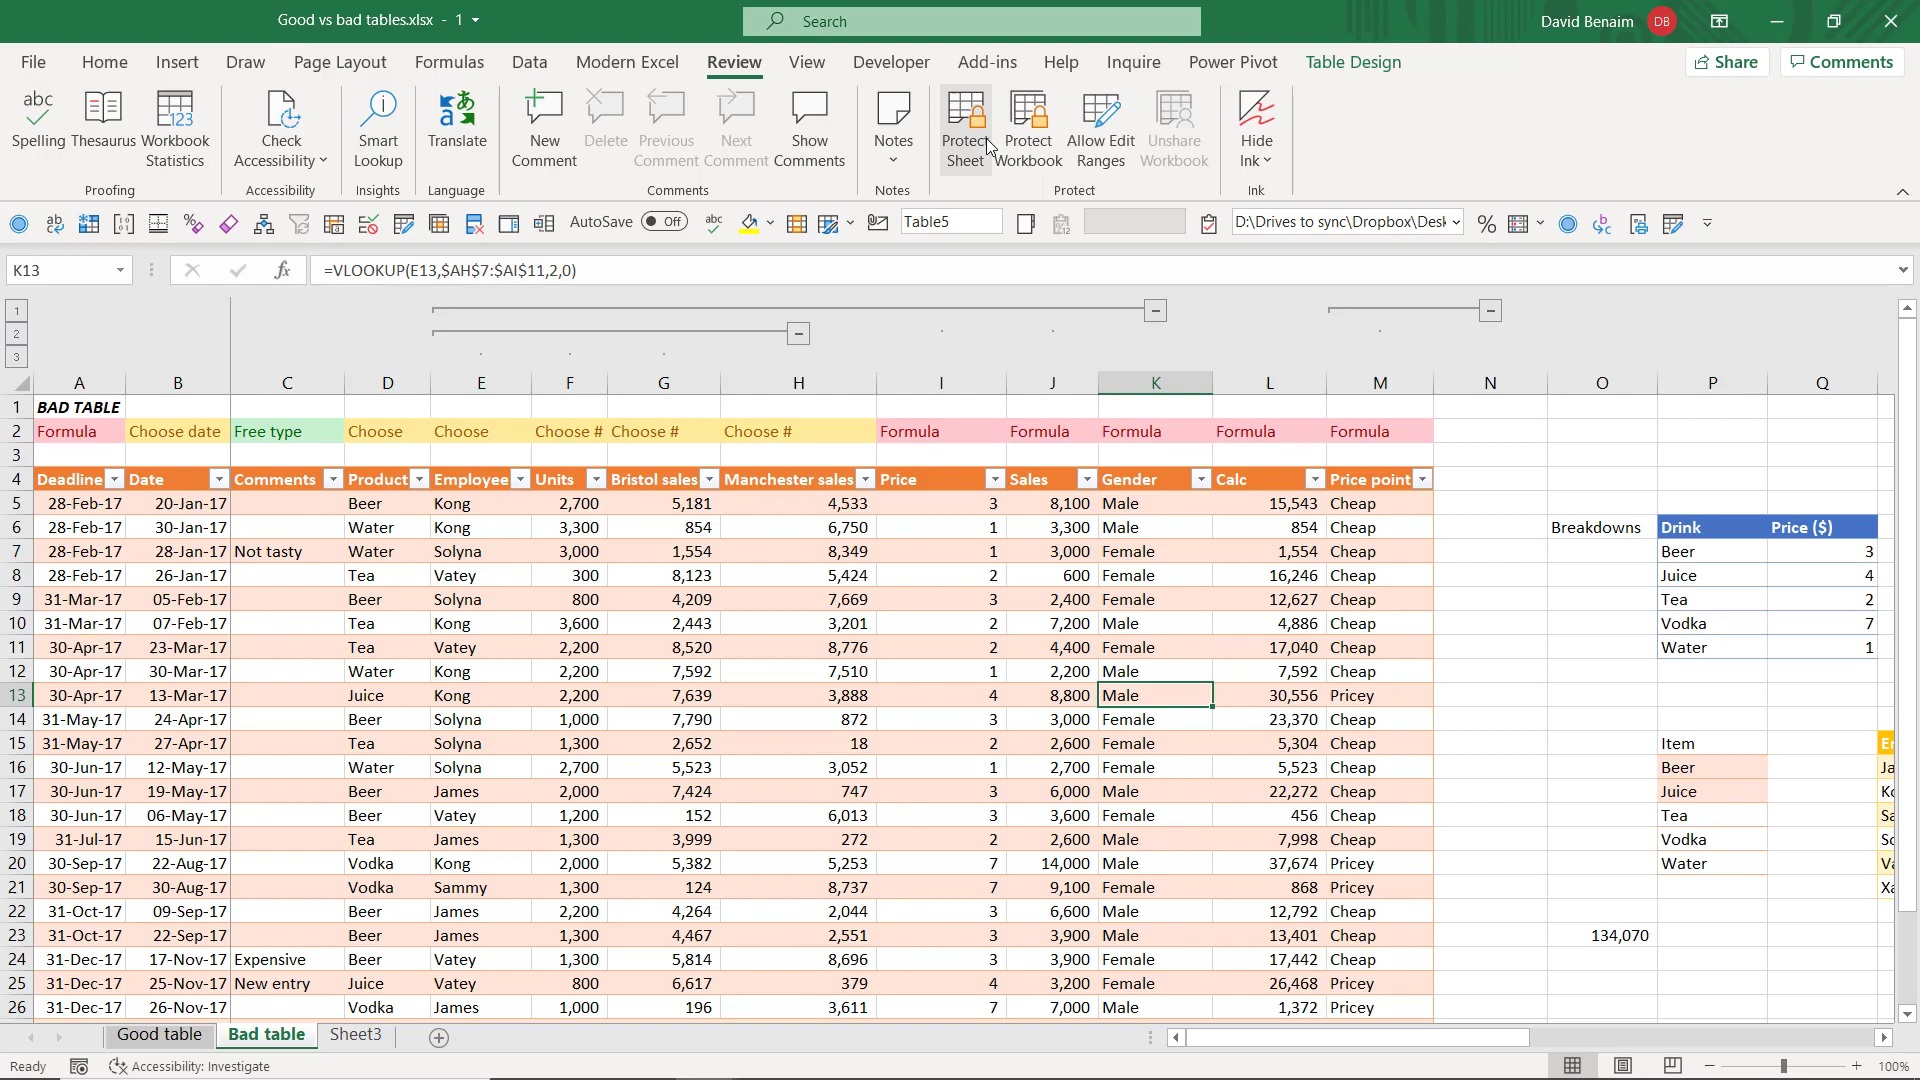 Good vs bad tables.xlsx - 1
Search
David Benaim DB
File Home Insert Draw Page Layout Formulas Data Modern Excel Review View Developer Add-ins Help Inquire Power Pivot Table Design Share Comments
Spelling Thesaurus Workbook Statistics Check Accessibility Smart Lookup Translate New Comment Delete Previous Comment Next Comment Show Comments Notes Protect Sheet Protect Workbook Allow Edit Ranges Unshare Workbook Hide Ink
Proofing Accessibility Insights Language Comments Notes Protect Ink
AutoSave Off Table5 D:\Drives to sync\Dropbox\Desk
K13 fx =VLOOKUP(E13,$AH$7:$AI$11,2,0)
1
2
3
A B C D E F G H I J K L M N O P Q
1 BAD TABLE
2 Formula Choose date Free type Choose Choose Choose # Choose # Choose # Formula Formula Formula Formula Formula
3
4 Deadline Date Comments Product Employee Units Bristol sales Manchester sales Price Sales Gender Calc Price point
5 28-Feb-17 20-Jan-17 Beer Kong 2,700 5,181 4,533 3 8,100 Male 15,543 Cheap
6 28-Feb-17 30-Jan-17 Water Kong 3,300 854 6,750 1 3,300 Male 854 Cheap Breakdowns Drink Price ($)
7 28-Feb-17 28-Jan-17 Not tasty Water Solyna 3,000 1,554 8,349 1 3,000 Female 1,554 Cheap Beer 3
8 28-Feb-17 26-Jan-17 Tea Vatey 300 8,123 5,424 2 600 Female 16,246 Cheap Juice 4
9 31-Mar-17 05-Feb-17 Beer Solyna 800 4,209 7,669 3 2,400 Female 12,627 Cheap Tea 2
10 31-Mar-17 07-Feb-17 Tea Kong 3,600 2,443 3,201 2 7,200 Male 4,886 Cheap Vodka 7
11 30-Apr-17 23-Mar-17 Tea Vatey 2,200 8,520 8,776 2 4,400 Female 17,040 Cheap Water 1
12 30-Apr-17 30-Mar-17 Water Kong 2,200 7,592 7,510 1 2,200 Male 7,592 Cheap
13 30-Apr-17 13-Mar-17 Juice Kong 2,200 7,639 3,888 4 8,800 Male 30,556 Pricey
14 31-May-17 24-Apr-17 Beer Solyna 1,000 7,790 872 3 3,000 Female 23,370 Cheap
15 31-May-17 27-Apr-17 Tea Solyna 1,300 2,652 18 2 2,600 Female 5,304 Cheap Item
16 30-Jun-17 12-May-17 Water Solyna 2,700 5,523 3,052 1 2,700 Female 5,523 Cheap Beer Ja
17 30-Jun-17 19-May-17 Beer James 2,000 7,424 747 3 6,000 Male 22,272 Cheap Juice
18 30-Jun-17 06-May-17 Beer Vatey 1,200 152 6,013 3 3,600 Female 456 Cheap Tea
19 31-Jul-17 15-Jun-17 Tea James 1,300 3,999 272 2 2,600 Male 7,998 Cheap Vodka
20 30-Sep-17 22-Aug-17 Vodka Kong 2,000 5,382 5,253 7 14,000 Male 37,674 Pricey Water
21 30-Sep-17 30-Aug-17 Vodka Sammy 1,300 124 8,737 7 9,100 Female 868 Pricey
22 31-Oct-17 09-Sep-17 Beer James 2,200 4,264 2,044 3 6,600 Male 12,792 Cheap
23 31-Oct-17 22-Sep-17 Beer James 1,300 4,467 2,551 3 3,900 Male 13,401 Cheap 134,070
24 31-Dec-17 17-Nov-17 Expensive Beer Vatey 1,300 5,814 8,696 3 3,900 Female 17,442 Cheap
25 31-Dec-17 25-Nov-17 New entry Juice Vatey 800 6,617 379 4 3,200 Female 26,468 Pricey
26 31-Dec-17 26-Nov-17 Vodka James 1,000 196 3,611 7 7,000 Male 1,372 Pricey
Good table Bad table Sheet3
Ready Accessibility: Investigate 100%